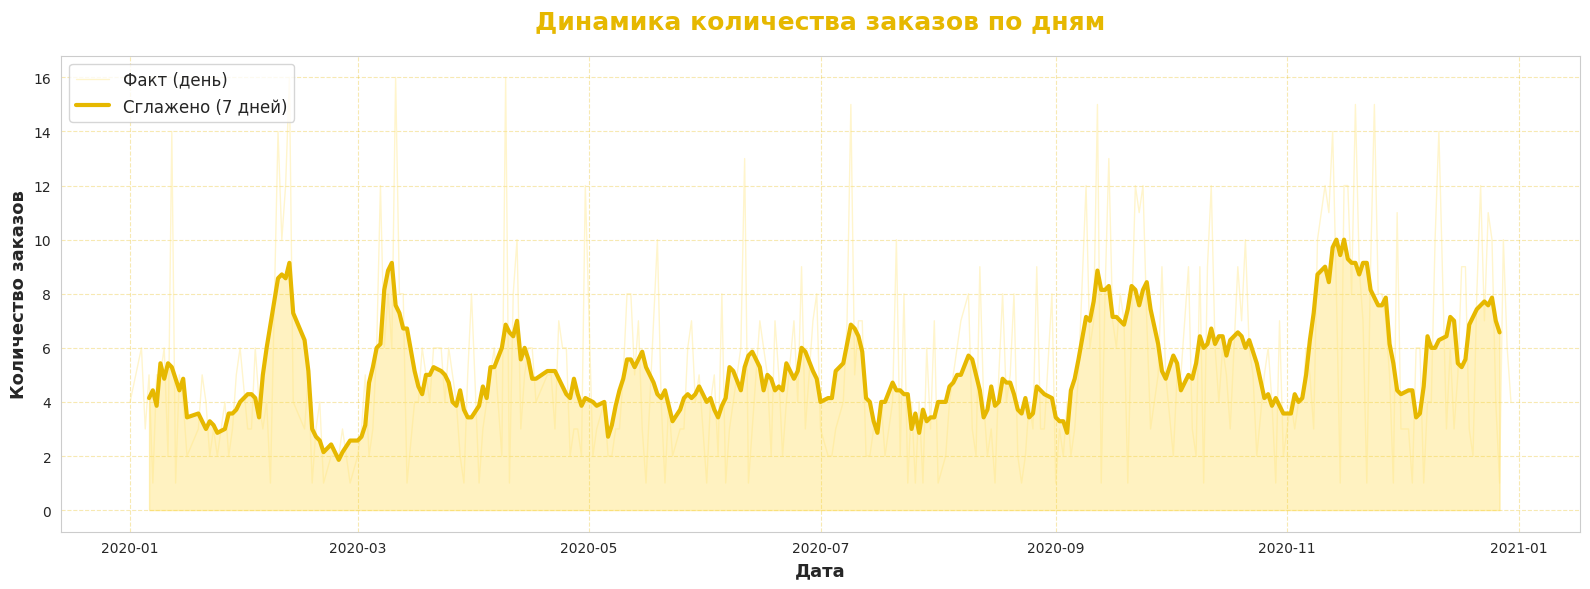 Динамика количества заказов по дням
Факт (день)
Сглажено (7 дней)
Количество заказов
16
14
12
10
8
6
4
2
0
2020-01 2020-03 2020-05 2020-07 2020-09 2020-11 2021-01
Дата